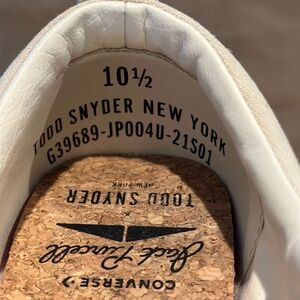 10½
TODD SNYDER NEW YORK
G39689-JP004U-21S01
TODD SNYDER
NEW YORK
x
Jack Purcell
CONVERSE